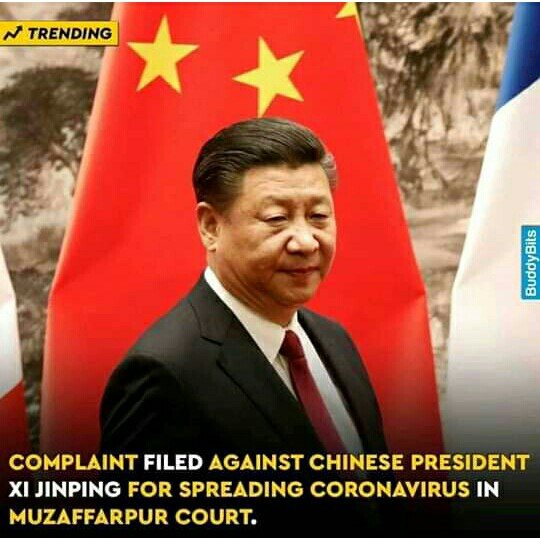 TRENDING
BuddyBits
COMPLAINT FILED AGAINST CHINESE PRESIDENT
XI JINPING FOR SPREADING CORONAVIRUS IN
MUZAFFARPUR COURT.